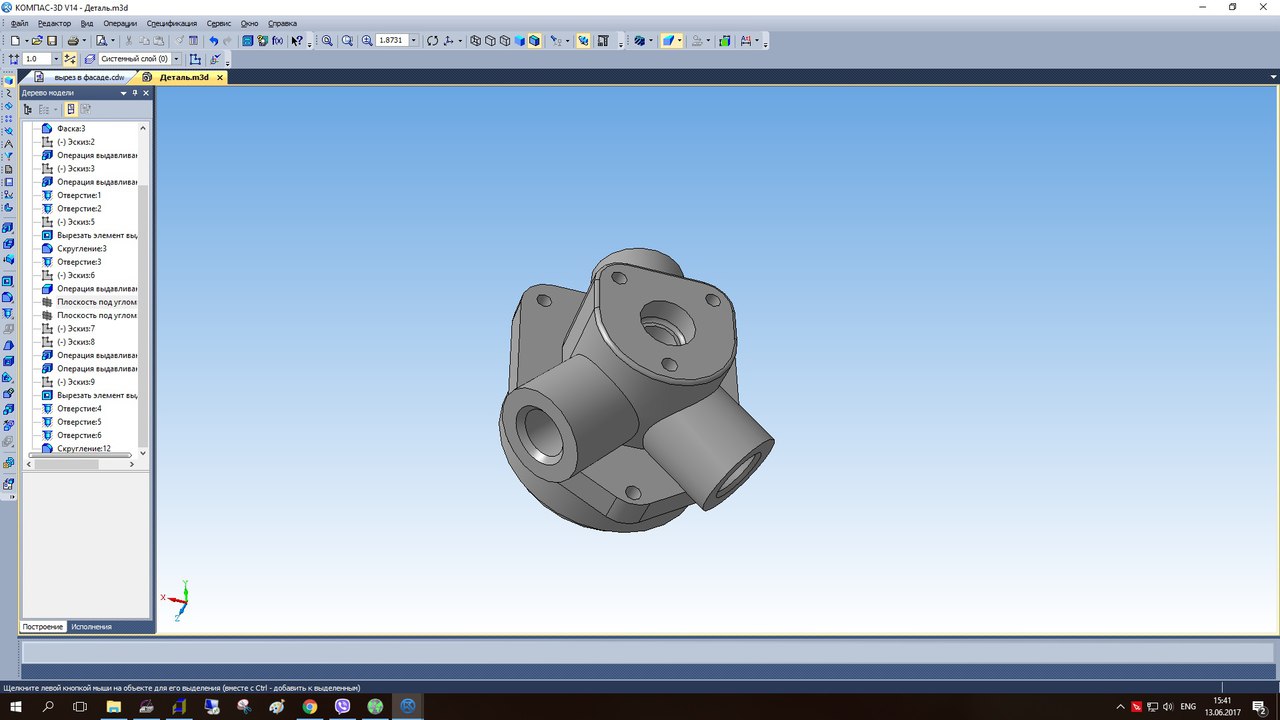 КОМПАС-3D V14 - Деталь.m3d
Файл Редактор Вид Операции Спецификация Сервис Окно Справка
1.8731
1.0 Системный слой (0)
вырез в фасаде.cdw Деталь.m3d
Дерево модели
Фаска:3
(-) Эскиз:2
Операция выдавливан
(-) Эскиз:3
Операция выдавливан
Отверстие:1
Отверстие:2
(-) Эскиз:5
Вырезать элемент выд
Скругление:3
Отверстие:3
(-) Эскиз:6
Операция выдавливан
Плоскость под углом
Плоскость под углом
(-) Эскиз:7
(-) Эскиз:8
Операция выдавливан
Операция выдавливан
(-) Эскиз:9
Вырезать элемент выд
Отверстие:4
Отверстие:5
Отверстие:6
Скругление:12
Y
X
Z
Построение Исполнения
Щелкните левой кнопкой мыши на объекте для его выделения (вместе с Ctrl - добавить к выделенным)
ENG
15:41
13.06.2017
2